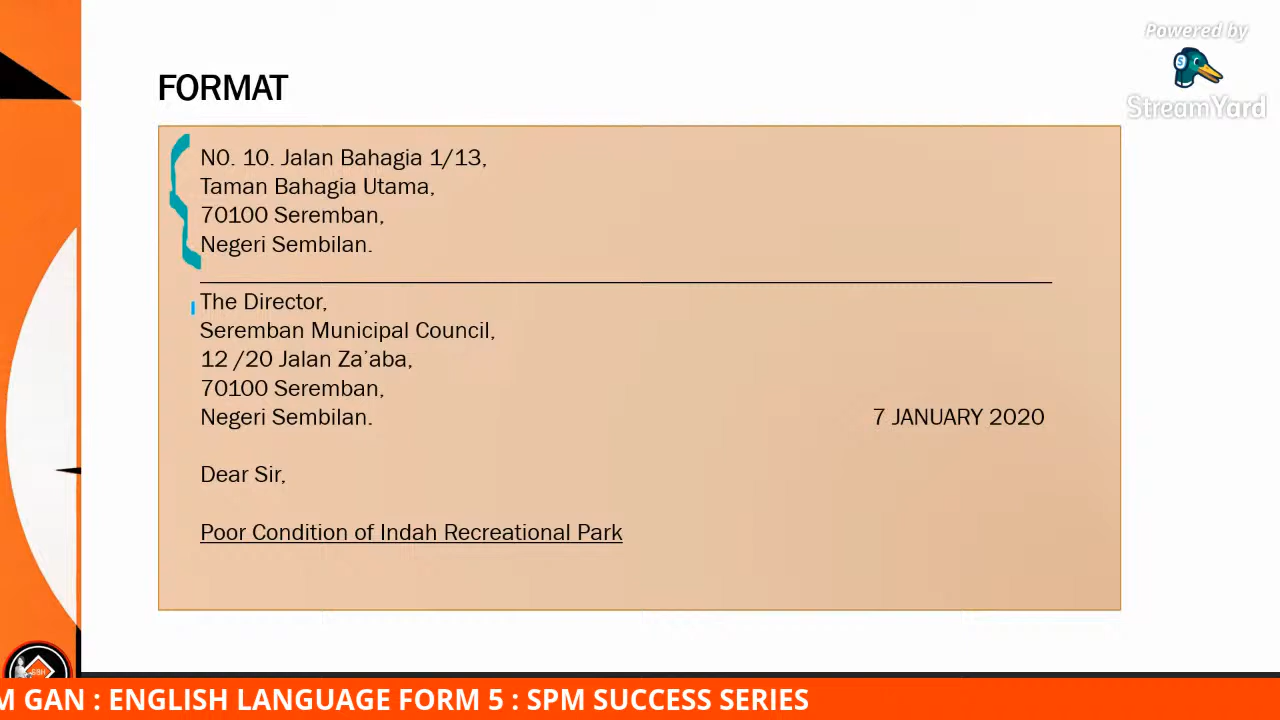 Powered by
StreamYard
FORMAT
NO. 10. Jalan Bahagia 1/13,
Taman Bahagia Utama,
70100 Seremban,
Negeri Sembilan.
The Director,
Seremban Municipal Council,
12 /20 Jalan Za’aba,
70100 Seremban,
Negeri Sembilan. 7 JANUARY 2020
Dear Sir,
Poor Condition of Indah Recreational Park
M GAN : ENGLISH LANGUAGE FORM 5 : SPM SUCCESS SERIES